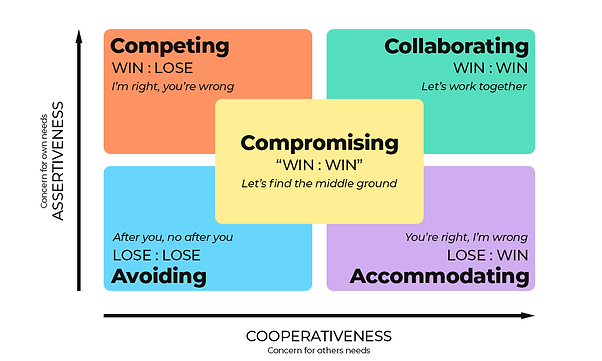 Competing
WIN : LOSE
I'm right, you're wrong
Collaborating
WIN : WIN
Let's work together
Compromising
“WIN : WIN”
Let's find the middle ground
After you, no after you
LOSE : LOSE
Avoiding
You're right, I'm wrong
LOSE : WIN
Accommodating
Concern for own needs
ASSERTIVENESS
COOPERATIVENESS
Concern for others needs